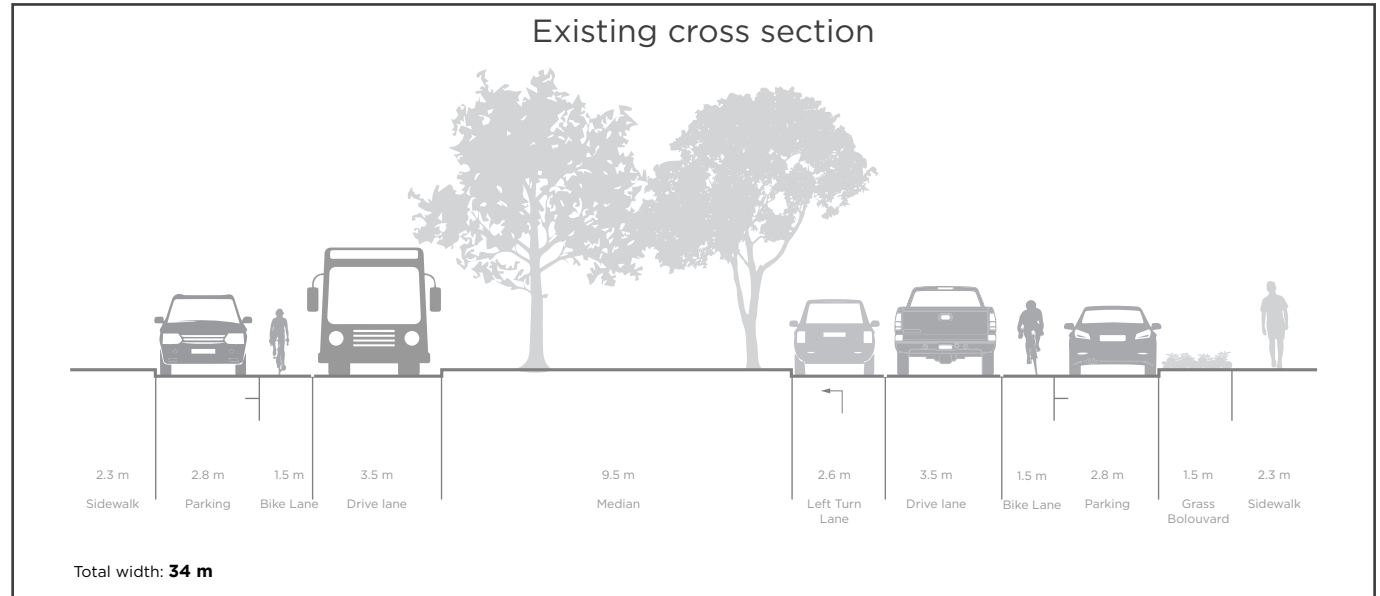 Existing cross section
2.3 m
2.8 m
1.5 m
3.5 m
9.5 m
2.6 m
3.5 m
1.5 m
2.8 m
1.5 m
2.3 m
Sidewalk
Parking
Bike Lane
Drive lane
Median
Left Turn
Lane
Drive lane
Bike Lane
Parking
Grass
Bolouvard
Sidewalk
Total width: 34 m